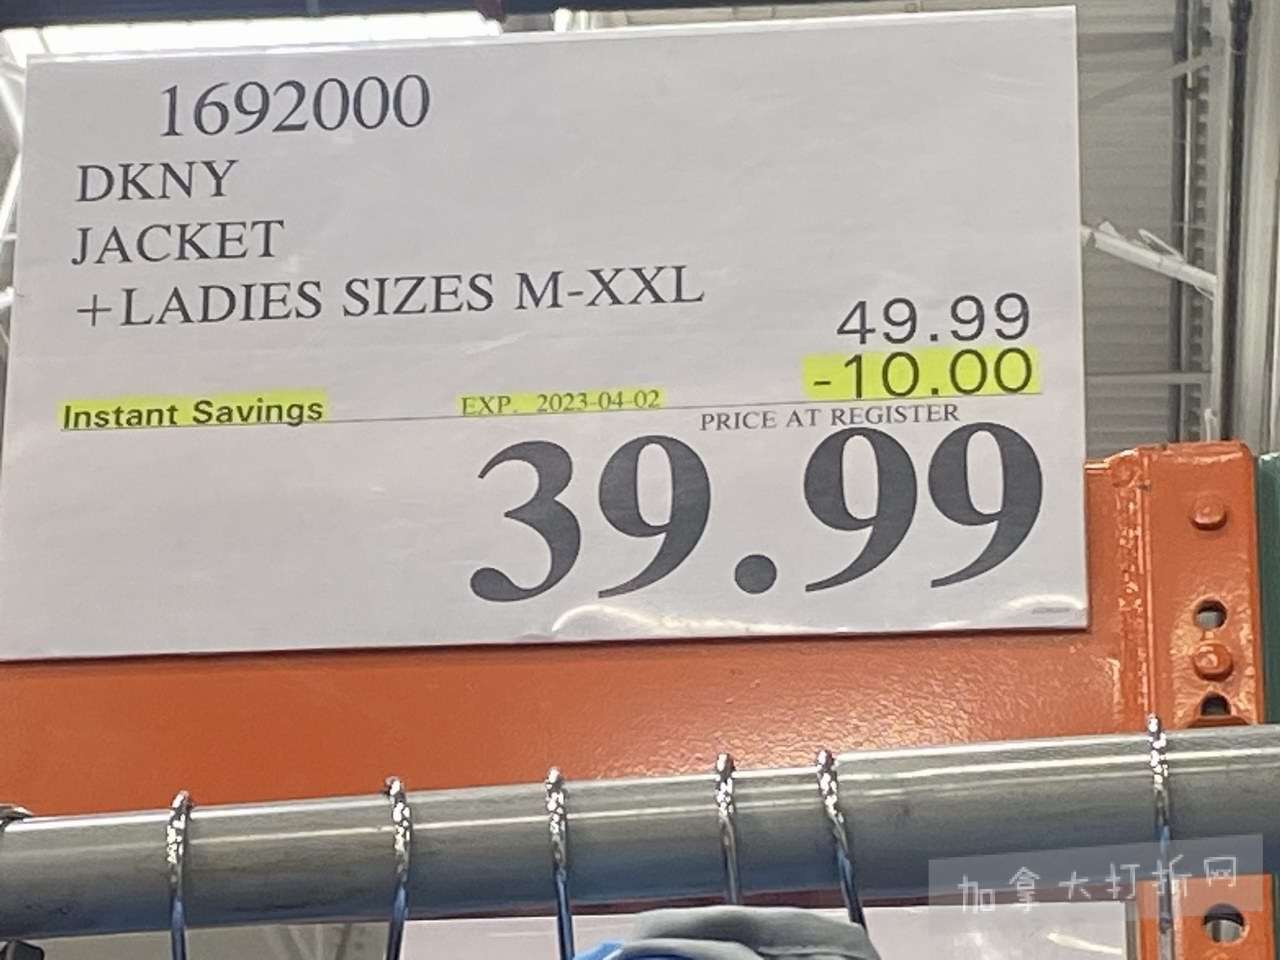 1692000
DKNY
JACKET
+LADIES SIZES M-XXL
49.99
-10.00
Instant Savings EXP. 2023-04-02
PRICE AT REGISTER
39.99
加拿大打折网